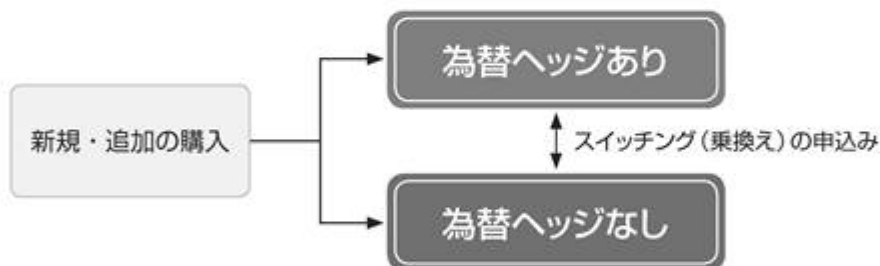 為替ヘッジあり
新規・追加の購入
スイッチング(乗換え)の申込み
為替ヘッジなし